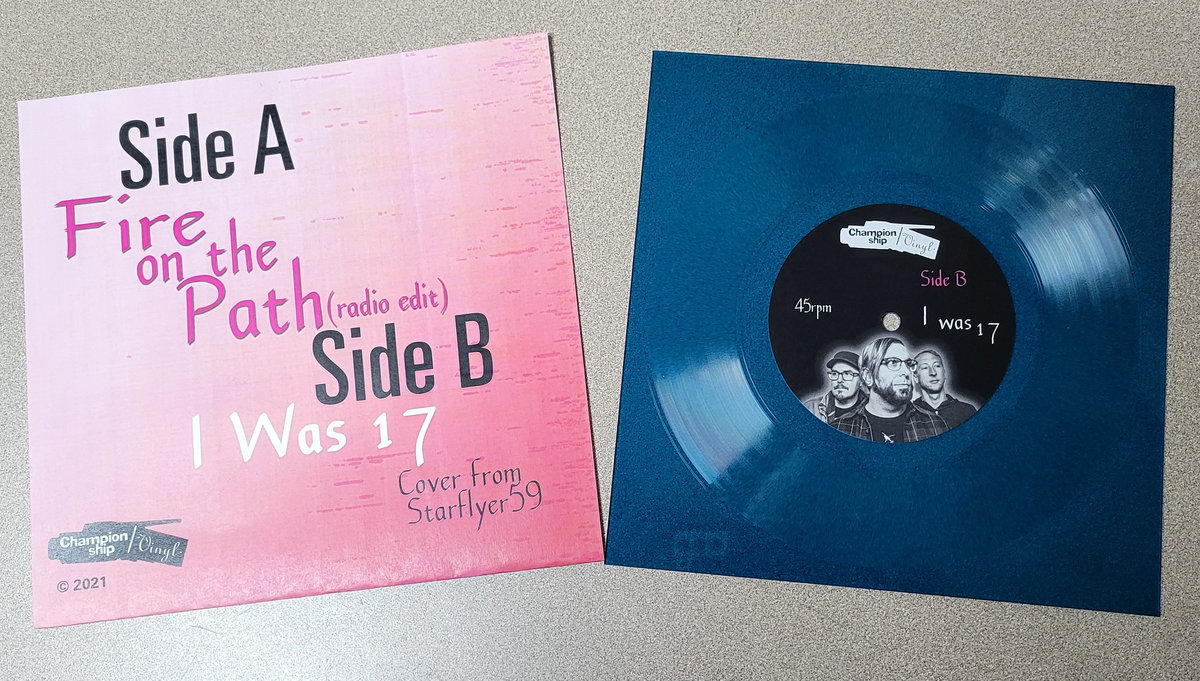 Side A
Fire
on the
Path (radio edit)
Side B
I Was 17
Cover from
Starflyer59
Champion
ship / Vinyl
© 2021
Champion
ship / Vinyl
Side B
45rpm
I was 17